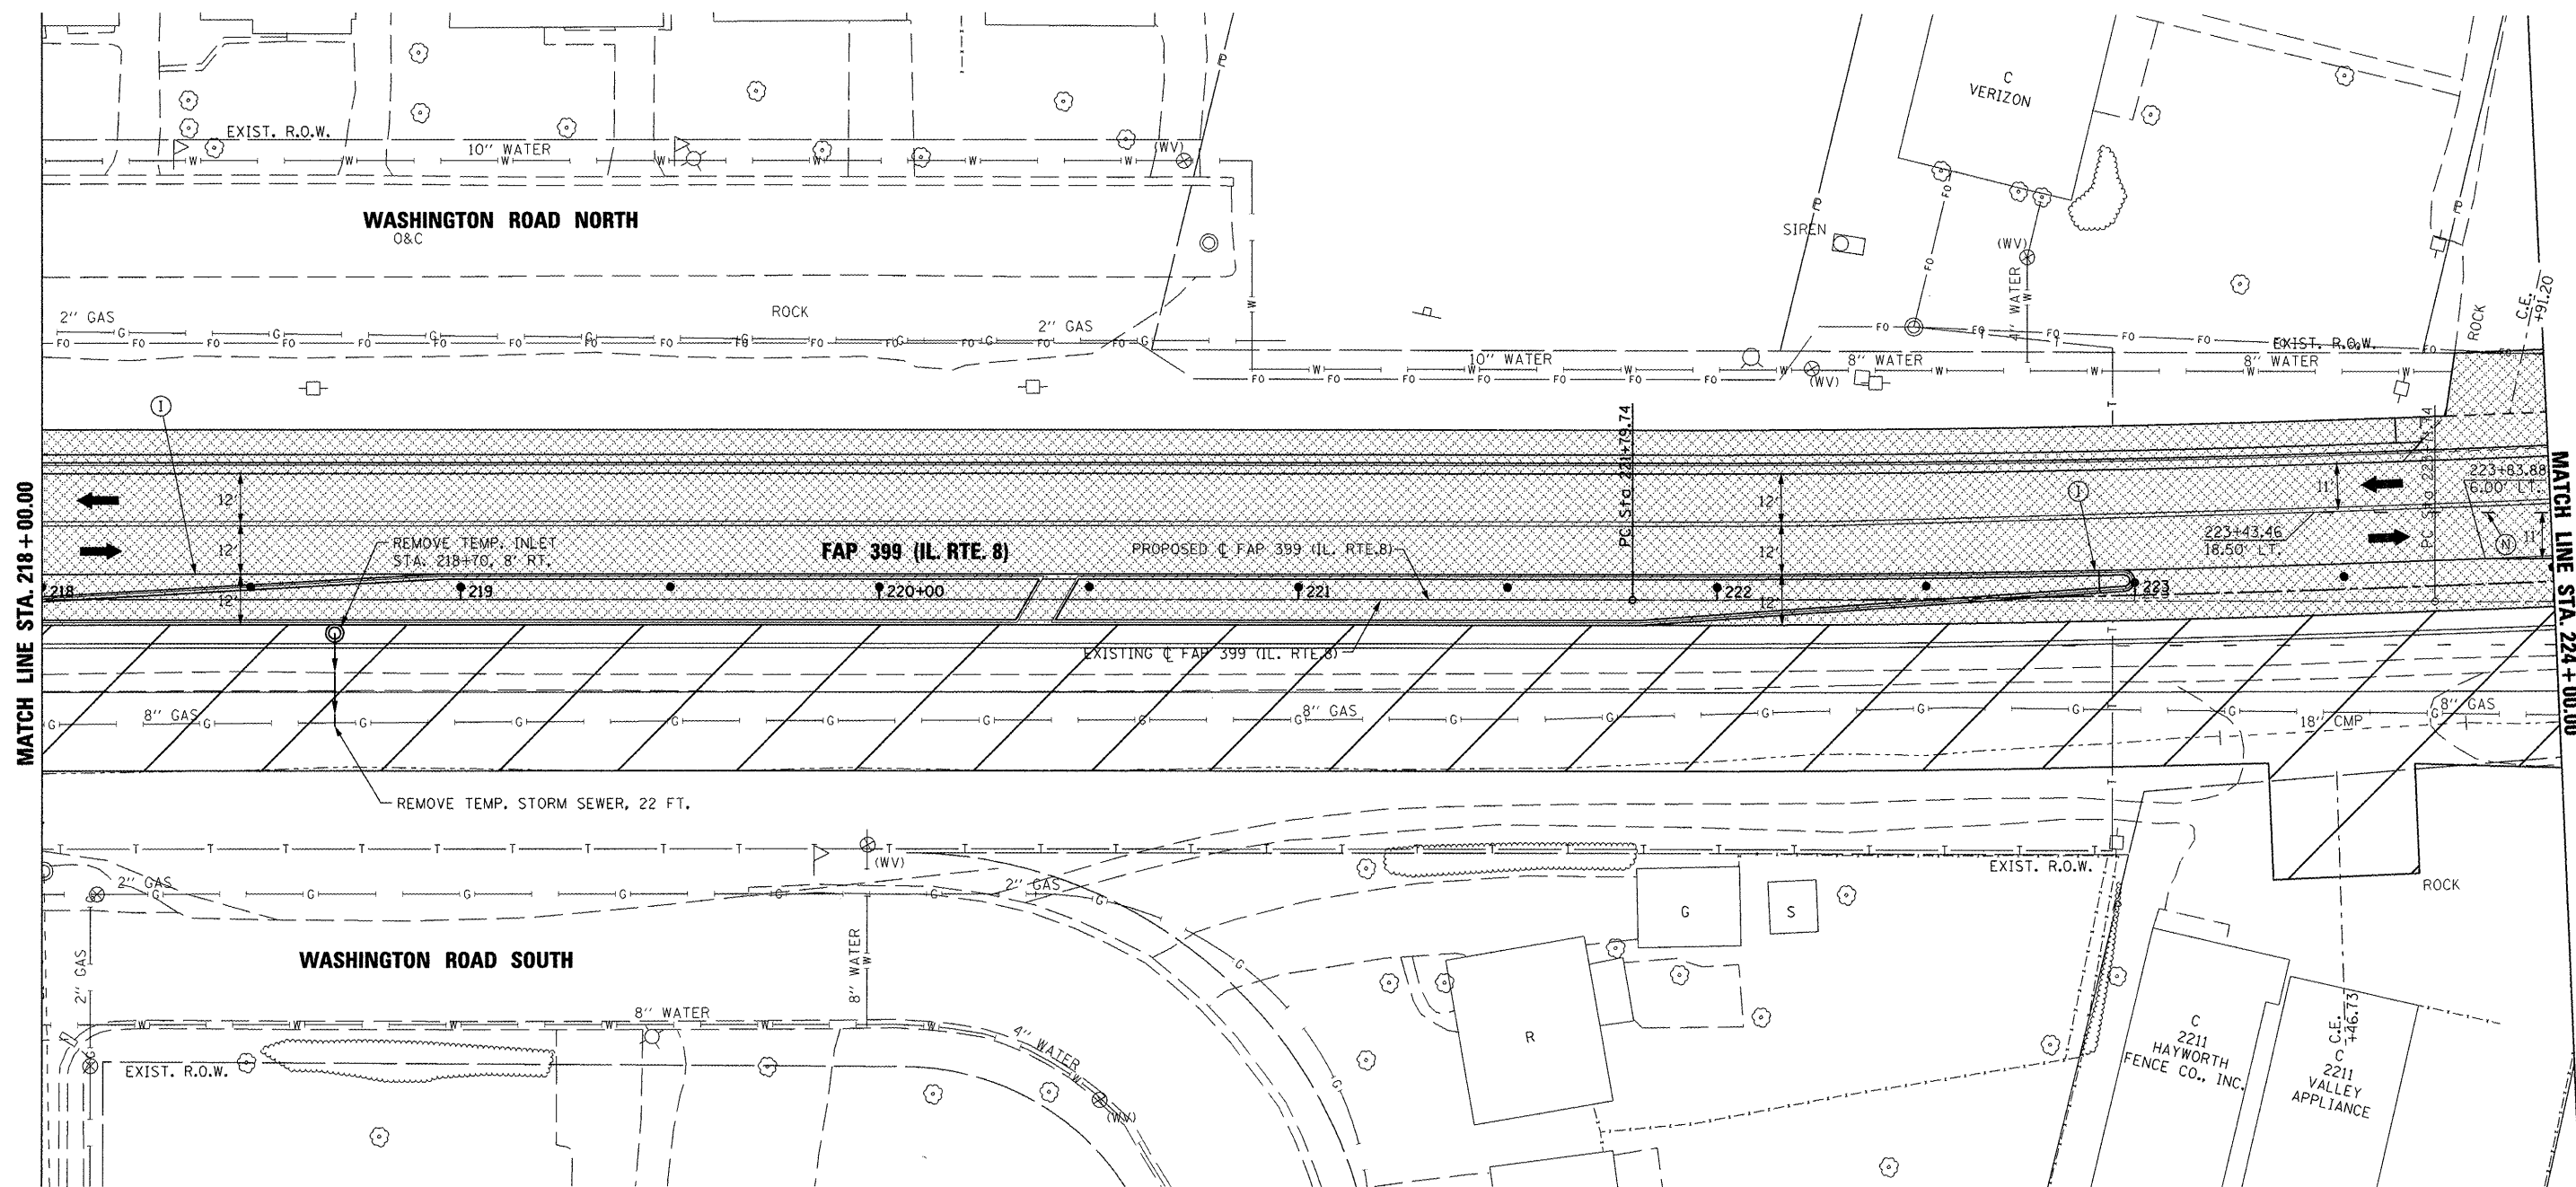 C
VERIZON
EXIST. R.O.W.
10'' WATER
(WV)
WASHINGTON ROAD NORTH
O&C
SIREN
(WV)
4'' WATER
2'' GAS
ROCK
2'' GAS
ROCK
C.E.
+91.20
10'' WATER
8'' WATER
(WV)
EXIST. R.O.W.
8'' WATER
I
MATCH LINE STA. 218+00.00
12'
12'
12'
REMOVE TEMP. INLET
STA. 218+70, 8' RT.
FAP 399 (IL. RTE. 8)
PROPOSED ℄ FAP 399 (IL. RTE.8)
PC Sta 221+79.74
12'
12'
12'
I
11'
223+83.88
6.00' LT.
223+43.46
18.50' LT.
N
11'
MATCH LINE STA. 224+00.00
218
219
220+00
221
222
223
EXISTING ℄ FAP 399 (IL. RTE.8)
8'' GAS
8'' GAS
18'' CMP
8'' GAS
REMOVE TEMP. STORM SEWER, 22 FT.
(WV)
2'' GAS
2'' GAS
EXIST. R.O.W.
ROCK
G
S
WASHINGTON ROAD SOUTH
2'' GAS
8'' WATER
8'' WATER
4'' WATER
(WV)
R
EXIST. R.O.W.
C
2211
HAYWORTH
FENCE CO., INC.
C.E.
+46.73
C
2211
VALLEY
APPLIANCE